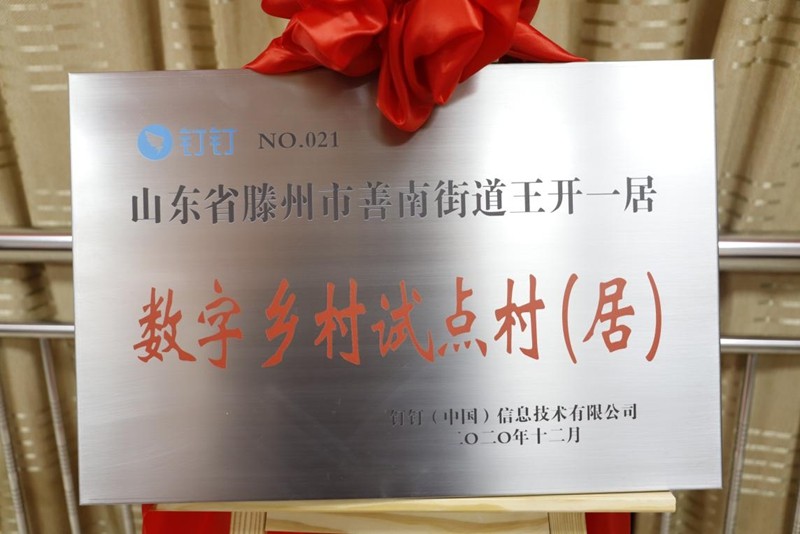 钉钉 NO.021
山东省滕州市善南街道王开一居
数字乡村试点村(居)
钉钉（中国）信息技术有限公司
二〇二〇年十二月